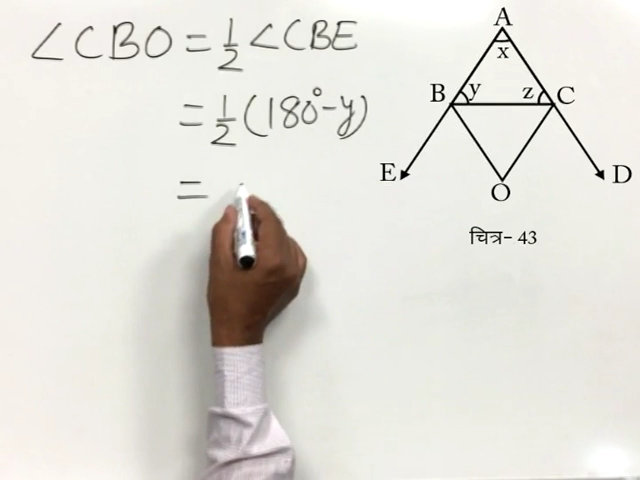 ∠CBO = 1/2 ∠CBE
= 1/2 (180° - y)
=
A
x
B y z C
E D
O
चित्र- 43